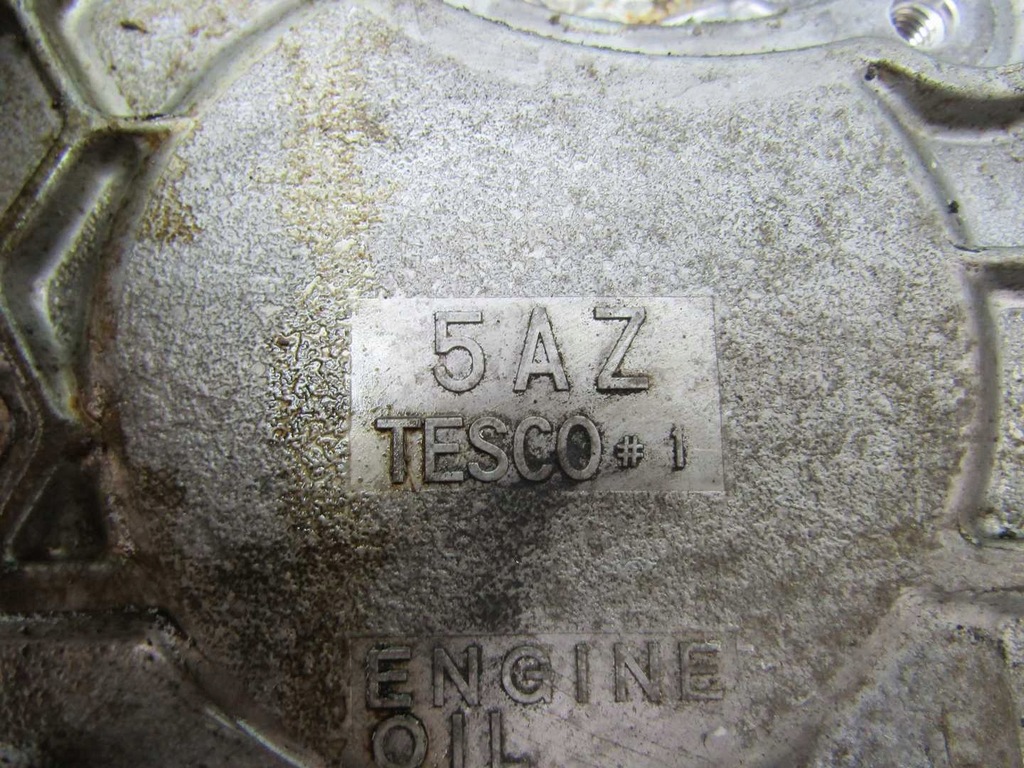 5AZ
TESCO # 1
ENGINE
OIL